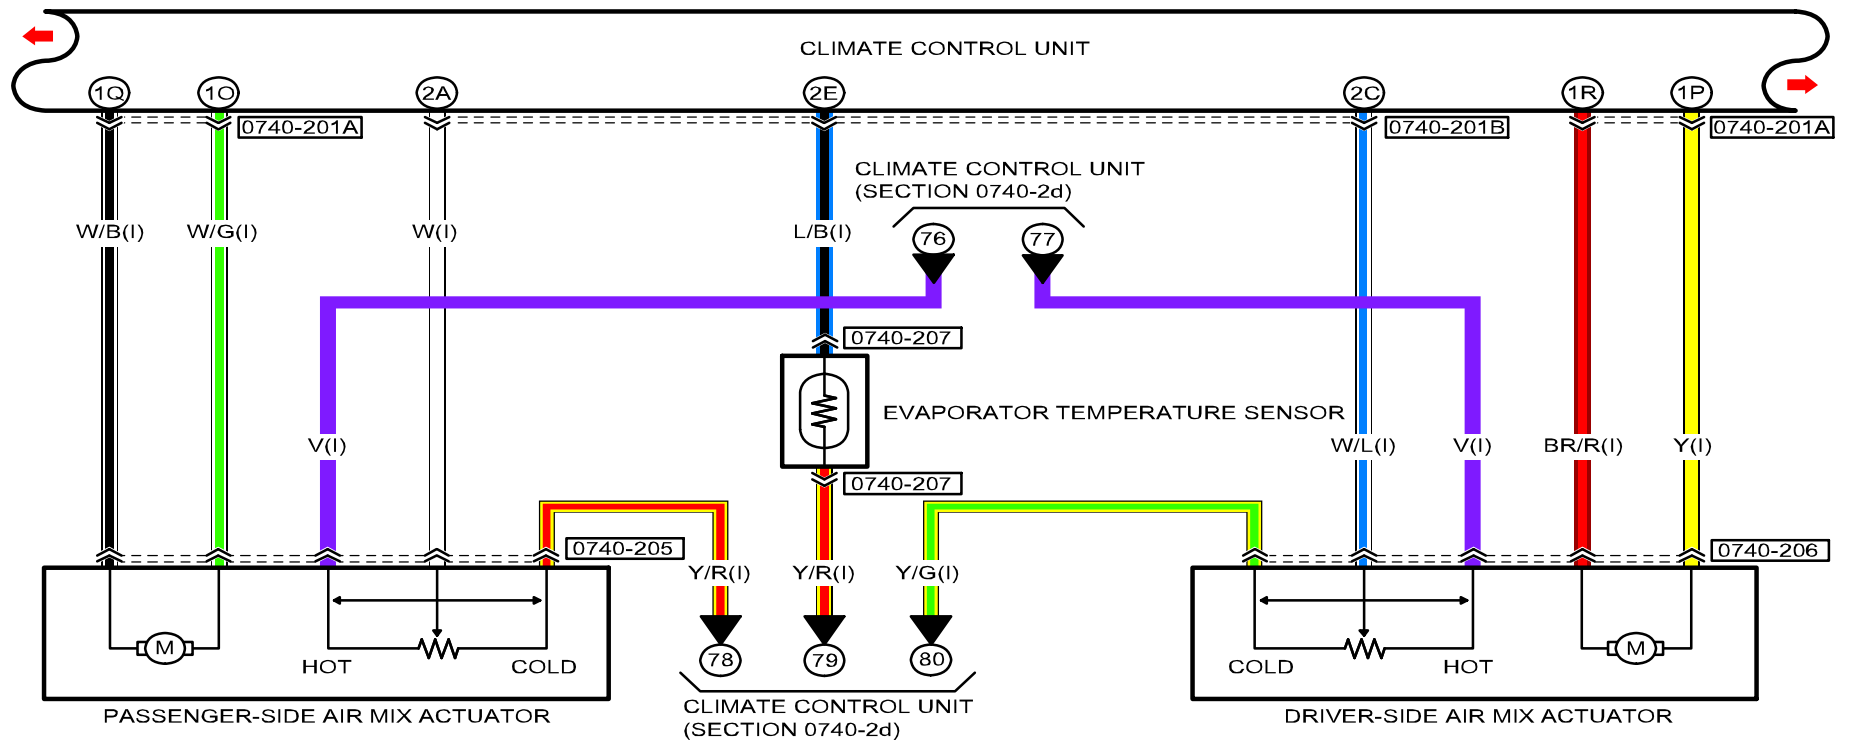 CLIMATE CONTROL UNIT
1Q 1O 2A 2E 2C 1R 1P
0740-201A 0740-201B 0740-201A
CLIMATE CONTROL UNIT
(SECTION 0740-2d)
W/B(I) W/G(I) W(I) L/B(I) 76 77
0740-207
EVAPORATOR TEMPERATURE SENSOR
V(I) W/L(I) V(I) BR/R(I) Y(I)
0740-207
0740-205 0740-206
Y/R(I) Y/R(I) Y/G(I)
M M
HOT COLD 78 79 80 COLD HOT
CLIMATE CONTROL UNIT
(SECTION 0740-2d)
PASSENGER-SIDE AIR MIX ACTUATOR DRIVER-SIDE AIR MIX ACTUATOR